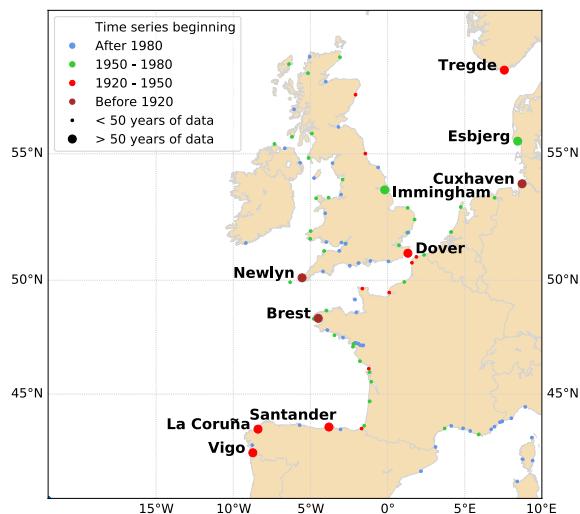 Time series beginning
After 1980
1950 - 1980
1920 - 1950
Before 1920
< 50 years of data
> 50 years of data
Tregde
Esbjerg
55°N
55°N
Cuxhaven
Immingham
Dover
Newlyn
50°N
50°N
Brest
45°N
45°N
Santander
La Coruña
Vigo
15°W
10°W
5°W
0°
5°E
10°E